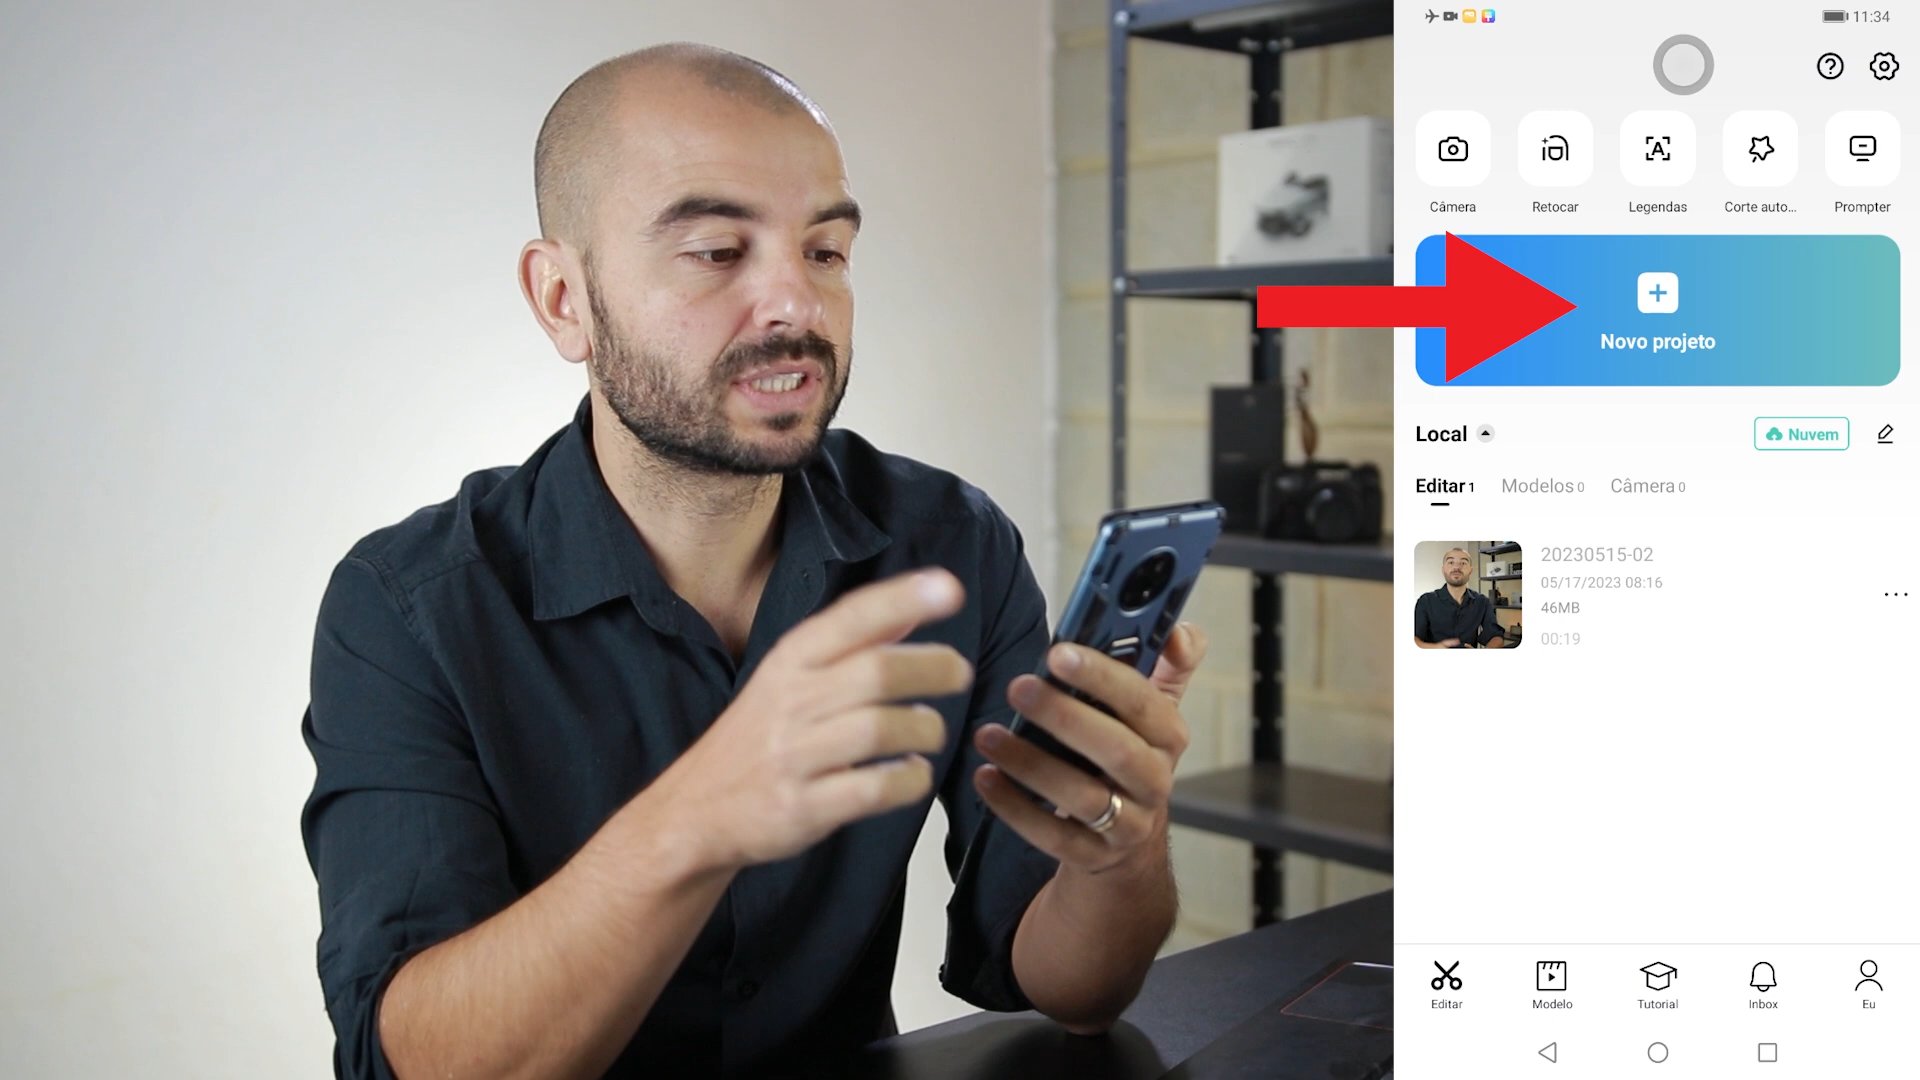 11:34
Câmera
Retocar
Legendas
Corte auto...
Prompter
Novo projeto
Local
Nuvem
Editar 1
Modelos 0
Câmera 0
20230515-02
05/17/2023 08:16
46MB
00:19
Editar
Modelo
Tutorial
Inbox
Eu